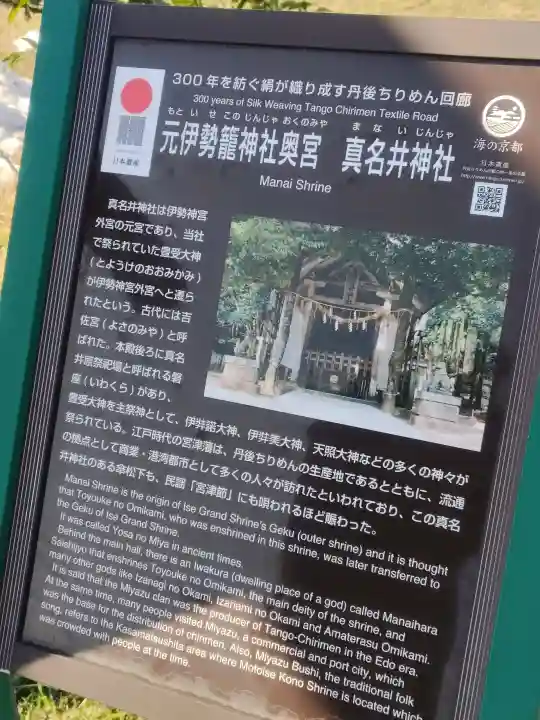 300年を紡ぐ絹が織り成す丹後ちりめん回廊
300 years of Silk Weaving Tango Chirimen Textile Road
もと い せ この じんじゃ おくのみや ま な い じんじゃ
元伊勢籠神社奥宮 真名井神社
Manai Shrine
日本遺産
海の京都
日本遺産
真名井神社は伊勢神宮
外宮の元宮であり、当社
で祭られていた豊受大神
(とようけのおおみかみ)
が伊勢神宮外宮へと遷ら
れたという。古代には吉
佐宮(よさのみや)と呼
ばれた。本殿後ろに真名
井原祭祀場と呼ばれる磐
座(いわくら)があり、
豊受大神を主祭神として、伊弉諾大神、伊弉美大神、天照大神などの多くの神々が
祭られている。江戸時代の宮津藩は、丹後ちりめんの生産地であるとともに、流通
の拠点として商業・港湾都市として多くの人々が訪れたといわれており、この真名
井神社のある傘松下も、民謡「宮津節」にも唄われるほど賑わった。
Manai Shrine is the origin of Ise Grand Shrine's Geku (outer shrine) and it is thought
that Toyouke no Omikami, who was enshrined in this shrine, was later transferred to
the Geku of Ise Grand Shrine.
It was called Yosa no Miya in ancient times.
Behind the main hall, there is an Iwakura (dwelling place of a god) called Manaihara
Saishijyo that enshrines Toyouke no Omikami, the main deity of the shrine, and
many other gods like Izanagi no Okami, Izanami no Okami and Amaterasu Omikami.
It is said that the Miyazu clan was the producer of Tango-Chirimen in the Edo era.
At the same time, many people visited Miyazu, a commercial and port city, which
was the base for the distribution of chirimen. Also, Miyazu Bushi, the traditional folk
song, refers to the Kasamatsushita area where Motoise Kono Shrine is located which
was crowded with people at the time.